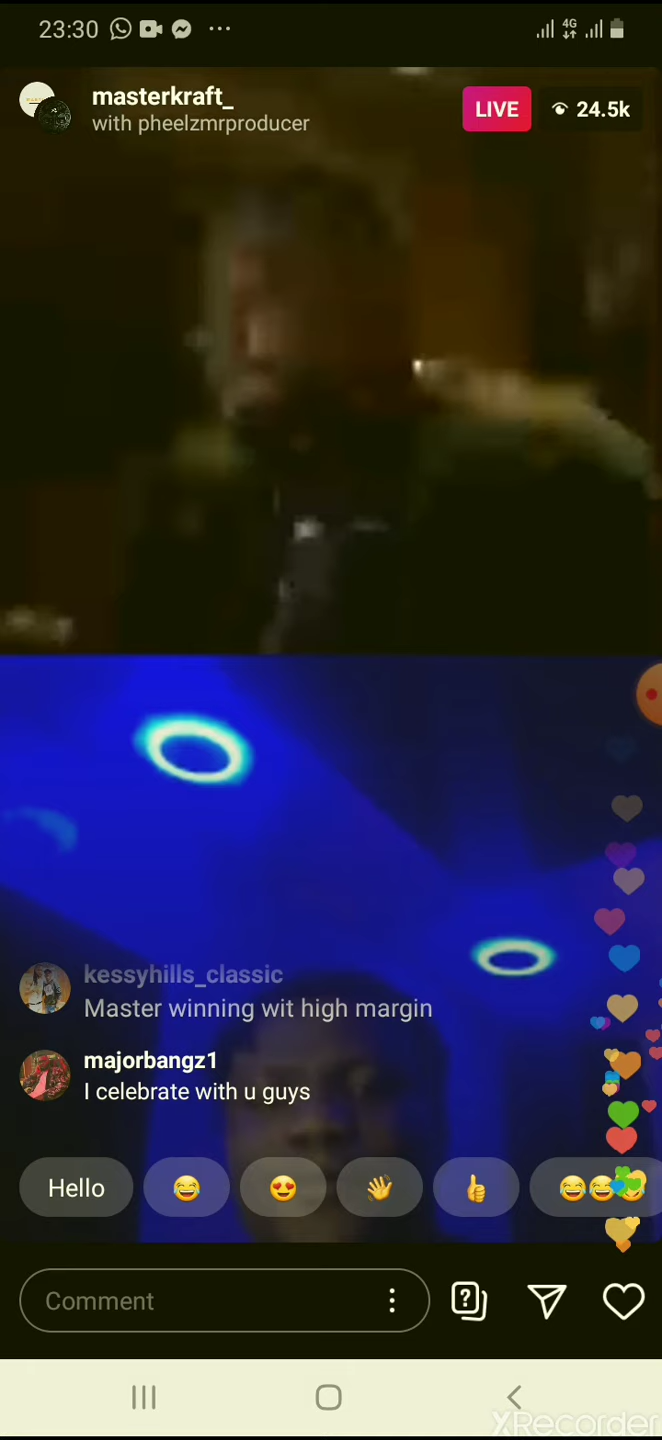 23:30
4G
masterkraft_
with pheelzmrproducer
LIVE
24.5k
kessyhills_classic
Master winning wit high margin
majorbangz1
I celebrate with u guys
Hello
Comment
XRecorder